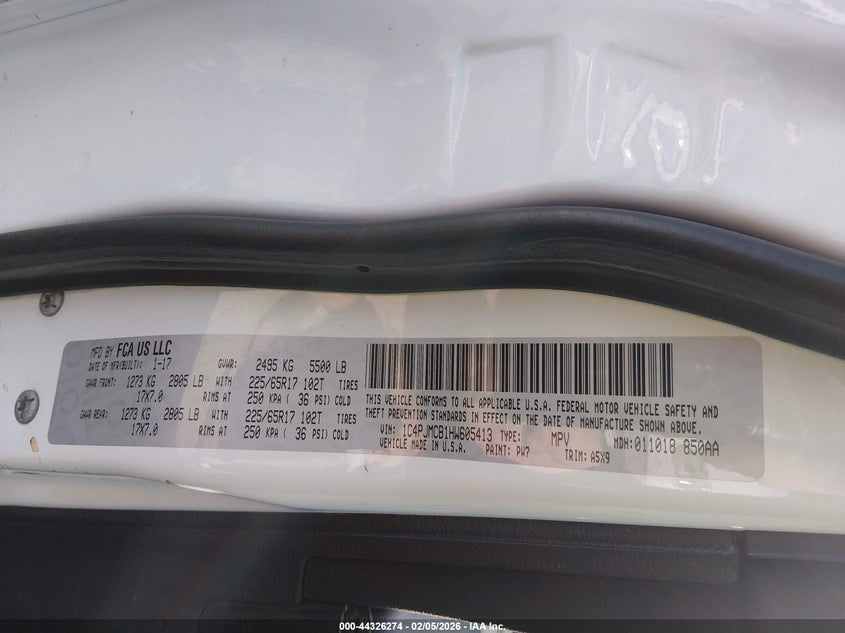 MFD BY FCA US LLC
DATE OF MFR(BUILT): 1-17 GVWR: 2495 KG 5500 LB
GAWR FRONT: 1273 KG 2805 LB WITH 225/65R17 102T TIRES
17X7.0 RIMS AT 250 KPA ( 36 PSI) COLD
GAWR REAR: 1273 KG 2805 LB WITH 225/65R17 102T TIRES
17X7.0 RIMS AT 250 KPA ( 36 PSI) COLD
THIS VEHICLE CONFORMS TO ALL APPLICABLE U.S.A. FEDERAL MOTOR VEHICLE SAFETY AND
THEFT PREVENTION STANDARDS IN EFFECT ON THE DATE OF MANUFACTURE SHOWN ABOVE.
VIN: 1C4PJMCB1HW605413 TYPE: MPV MDH:011018 850AA
VEHICLE MADE IN U.S.A. PAINT: PW7 TRIM: A5X9
000-44326274 - 02/05/2026 - IAA Inc.